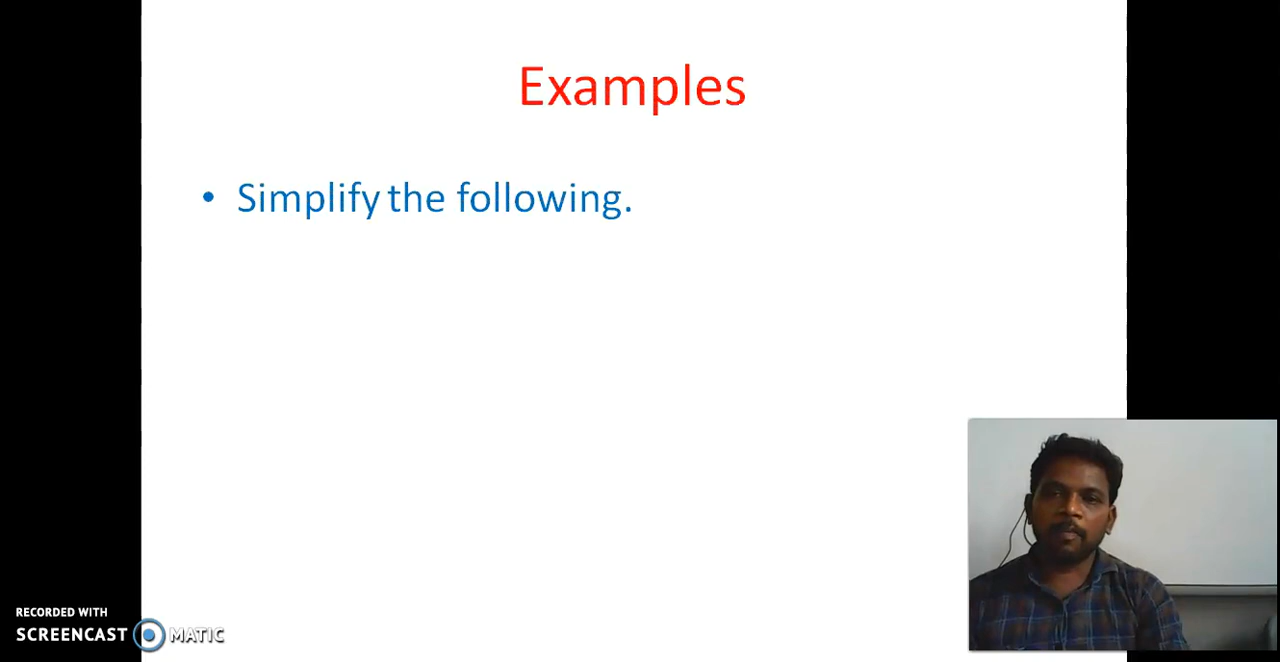 Examples
• Simplify the following.
RECORDED WITH
SCREENCAST MATIC